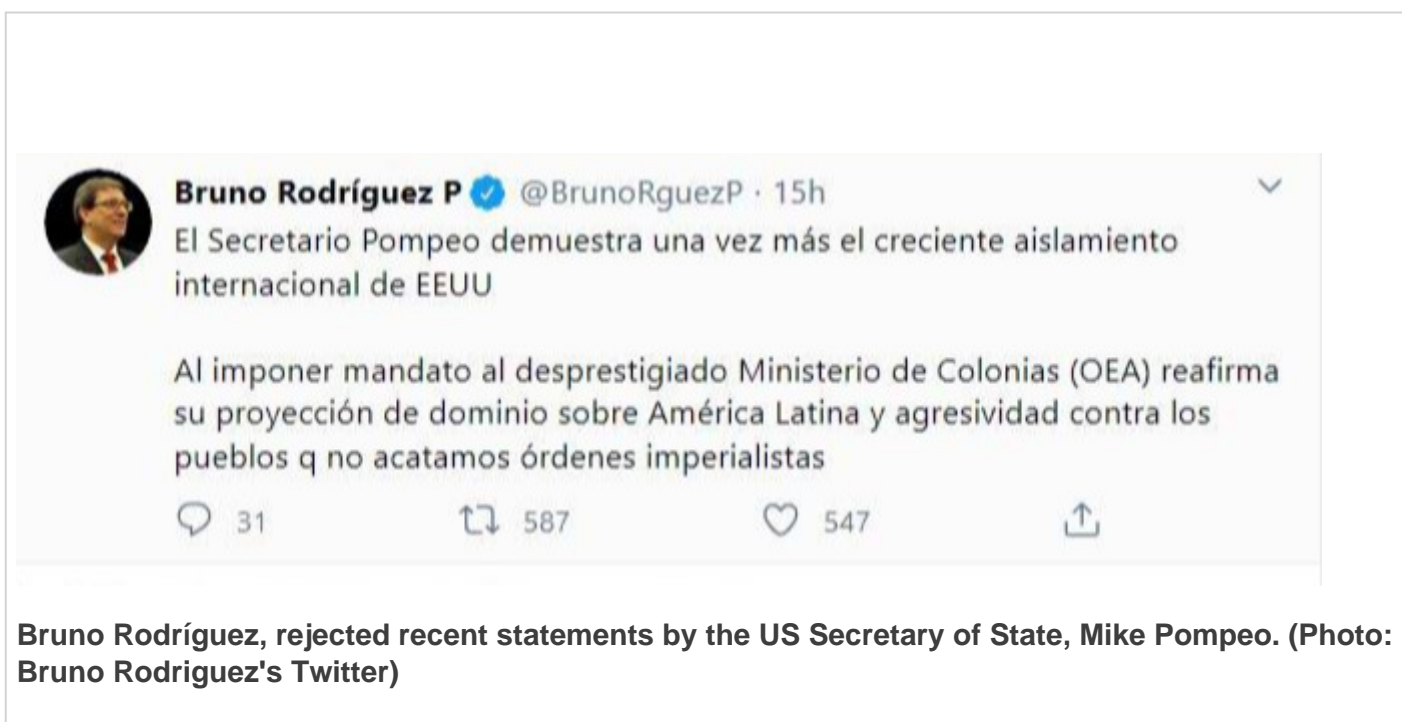 Bruno Rodríguez P @BrunoRguezP · 15h
El Secretario Pompeo demuestra una vez más el creciente aislamiento
internacional de EEUU
Al imponer mandato al desprestigiado Ministerio de Colonias (OEA) reafirma
su proyección de dominio sobre América Latina y agresividad contra los
pueblos q no acatamos órdenes imperialistas
31 587 547
Bruno Rodríguez, rejected recent statements by the US Secretary of State, Mike Pompeo. (Photo:
Bruno Rodriguez's Twitter)